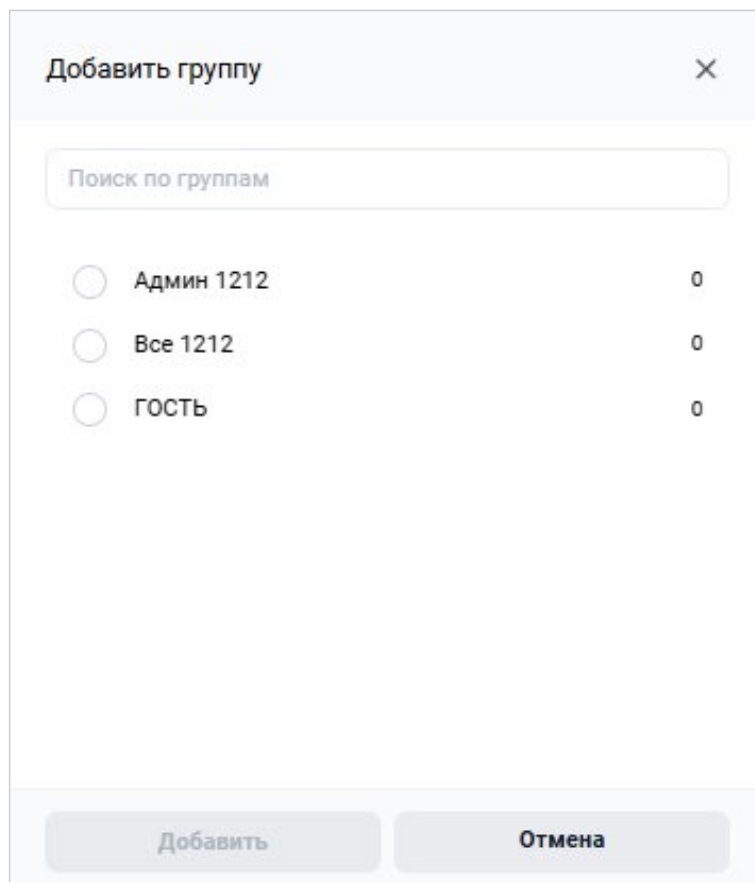 Добавить группу
Поиск по группам
Админ 1212 0
Все 1212 0
ГОСТЬ 0
Добавить Отмена